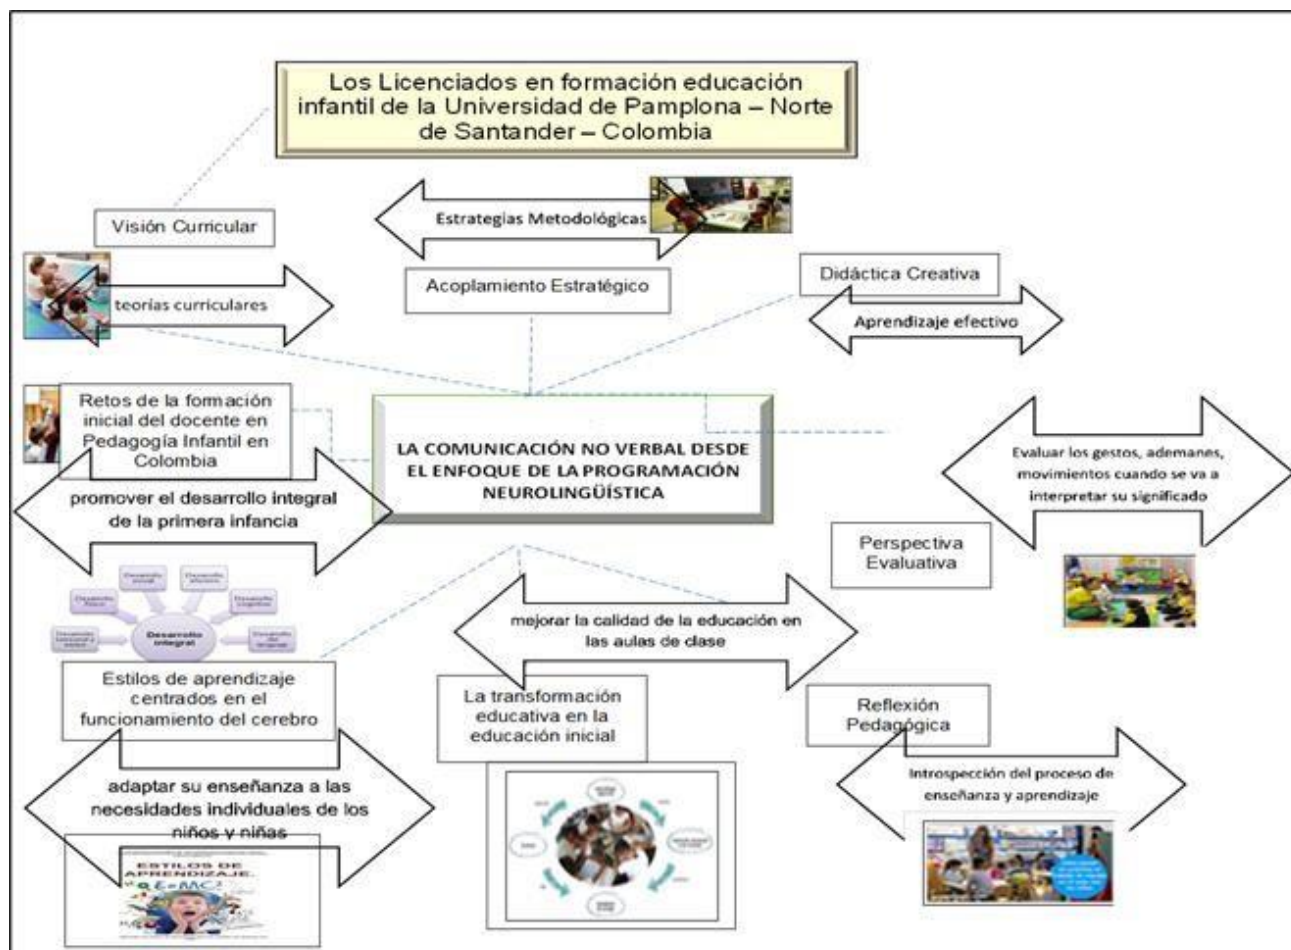 Los Licenciados en formación educación
infantil de la Universidad de Pamplona – Norte
de Santander – Colombia
Visión Curricular
Estrategias Metodológicas
teorías curriculares
Acoplamiento Estratégico
Didáctica Creativa
Aprendizaje efectivo
Retos de la formación
inicial del docente en
Pedagogía Infantil en
Colombia
promover el desarrollo integral
de la primera infancia
LA COMUNICACIÓN NO VERBAL DESDE
EL ENFOQUE DE LA PROGRAMACIÓN
NEUROLINGÜÍSTICA
Evaluar los gestos, ademanes,
movimientos cuando se va a
interpretar su significado
Perspectiva
Evaluativa
Desarrollo
integral
mejorar la calidad de la educación en
las aulas de clase
Estilos de aprendizaje
centrados en el
funcionamiento del cerebro
La transformación
educativa en la
educación inicial
Reflexión
Pedagógica
adaptar su enseñanza a las
necesidades individuales de los
niños y niñas
Introspección del proceso de
enseñanza y aprendizaje
ESTILOS DE
APRENDIZAJE.
E=MC²